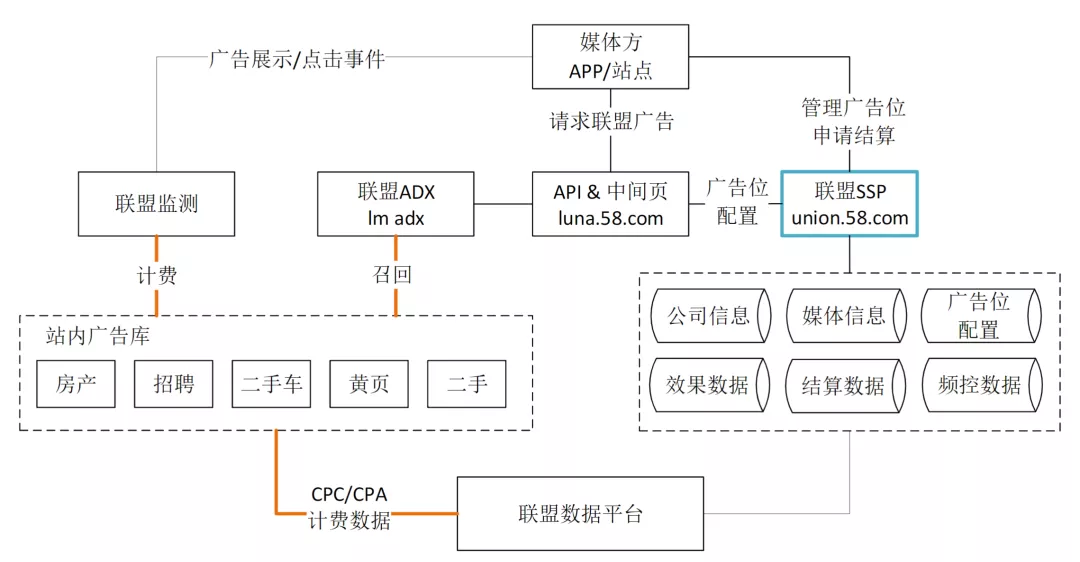 媒体方
APP/站点
广告展示/点击事件
请求联盟广告
管理广告位
申请结算
联盟监测
联盟ADX
lm adx
API & 中间页
luna.58.com
广告位
配置
联盟SSP
union.58.com
计费
召回
站内广告库
房产
招聘
二手车
黄页
二手
公司信息
媒体信息
广告位
配置
效果数据
结算数据
频控数据
CPC/CPA
计费数据
联盟数据平台